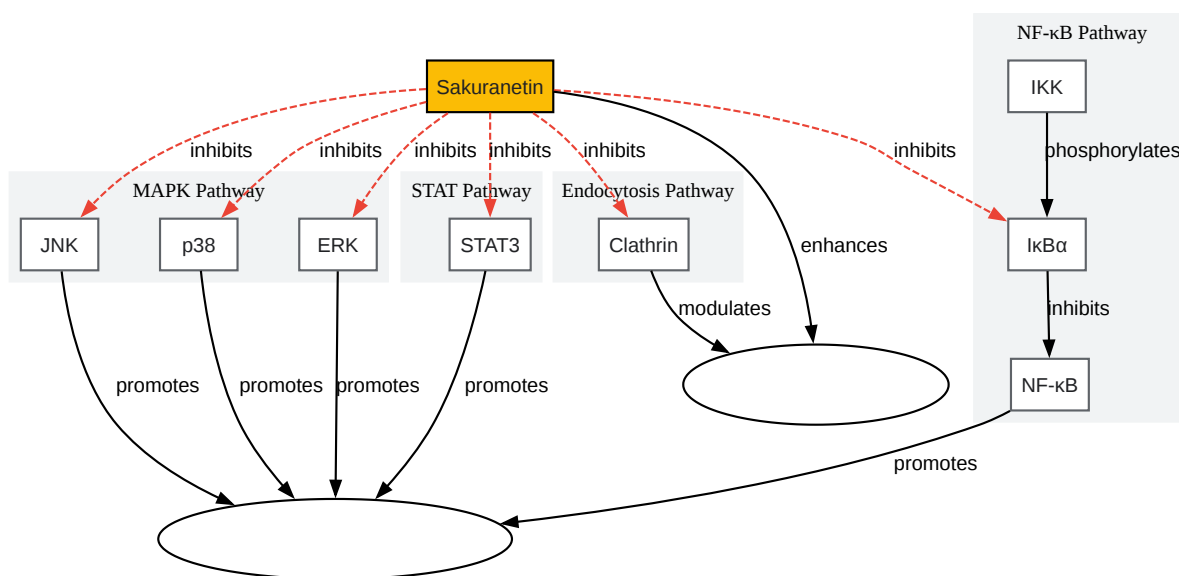 NF-κB Pathway
Sakuranetin
IKK
inhibits
inhibits
inhibits
inhibits
inhibits
inhibits
phosphorylates
MAPK Pathway
STAT Pathway
Endocytosis Pathway
JNK
p38
ERK
STAT3
Clathrin
IκBα
enhances
modulates
inhibits
promotes
promotes
promotes
promotes
NF-κB
promotes